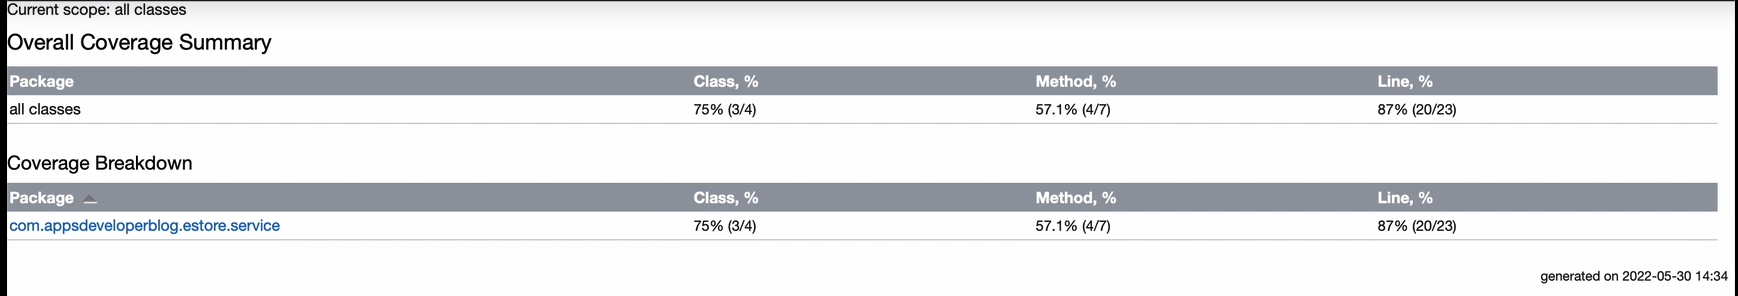 Current scope: all classes
Overall Coverage Summary
Package Class, % Method, % Line, %
all classes 75% (3/4) 57.1% (4/7) 87% (20/23)
Coverage Breakdown
Package Class, % Method, % Line, %
com.appsdeveloperblog.estore.service 75% (3/4) 57.1% (4/7) 87% (20/23)
generated on 2022-05-30 14:34